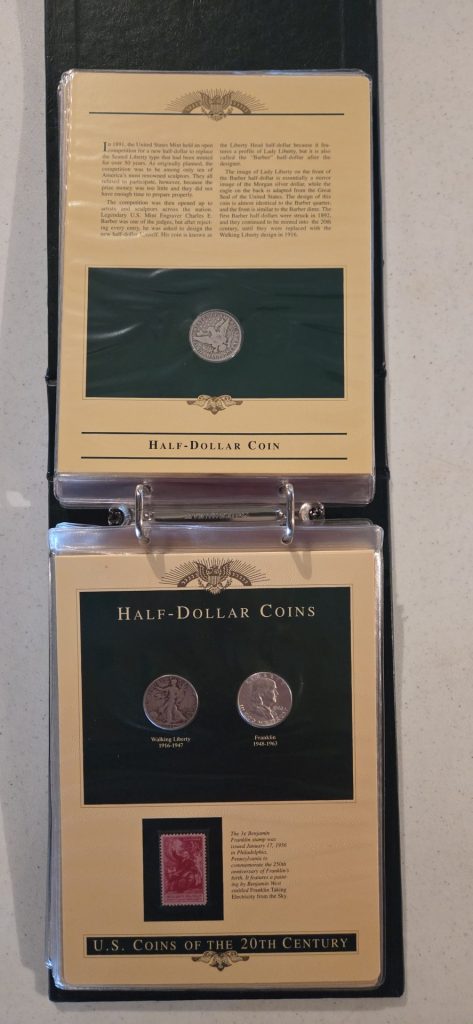 In 1891, the United States Mint held an open
competition for a new half-dollar to replace
the Seated Liberty type that had been minted
for over 50 years. As originally planned, the
competition was to be among only ten of
America's most renowned sculptors. They all
refused to participate, however, because the
prize money was too little and they did not
have enough time to prepare properly.
The competition was then opened up to
artists and sculptors across the nation.
Legendary U.S. Mint Engraver Charles E.
Barber was one of the judges, but after reject-
ing every entry, he was asked to design the
new half-dollar himself. His coin is known as
the Liberty Head half-dollar because it fea-
tures a profile of Lady Liberty, but it is also
called the "Barber" half-dollar after the
designer.
The image of Lady Liberty on the front of
the Barber half-dollar is essentially a mirror
image of the Morgan silver dollar, while the
eagle on the back is adapted from the Great
Seal of the United States. The design of this
coin is almost identical to the Barber quarter,
and the front is similar to the Barber dime. The
first Barber half-dollars were struck in 1892,
and they continued to be minted into the 20th
century, until they were replaced with the
Walking Liberty design in 1916.
HALF-DOLLAR COIN
HALF-DOLLAR COINS
Walking Liberty
1916-1947
Franklin
1948-1963
The 3¢ Benjamin
Franklin stamp was
issued January 17, 1956
in Philadelphia,
Pennsylvania to
commemorate the 250th
anniversary of Franklin's
birth. It features a paint-
ing by Benjamin West
entitled Franklin Taking
Electricity from the Sky
U.S. COINS OF THE 20TH CENTURY